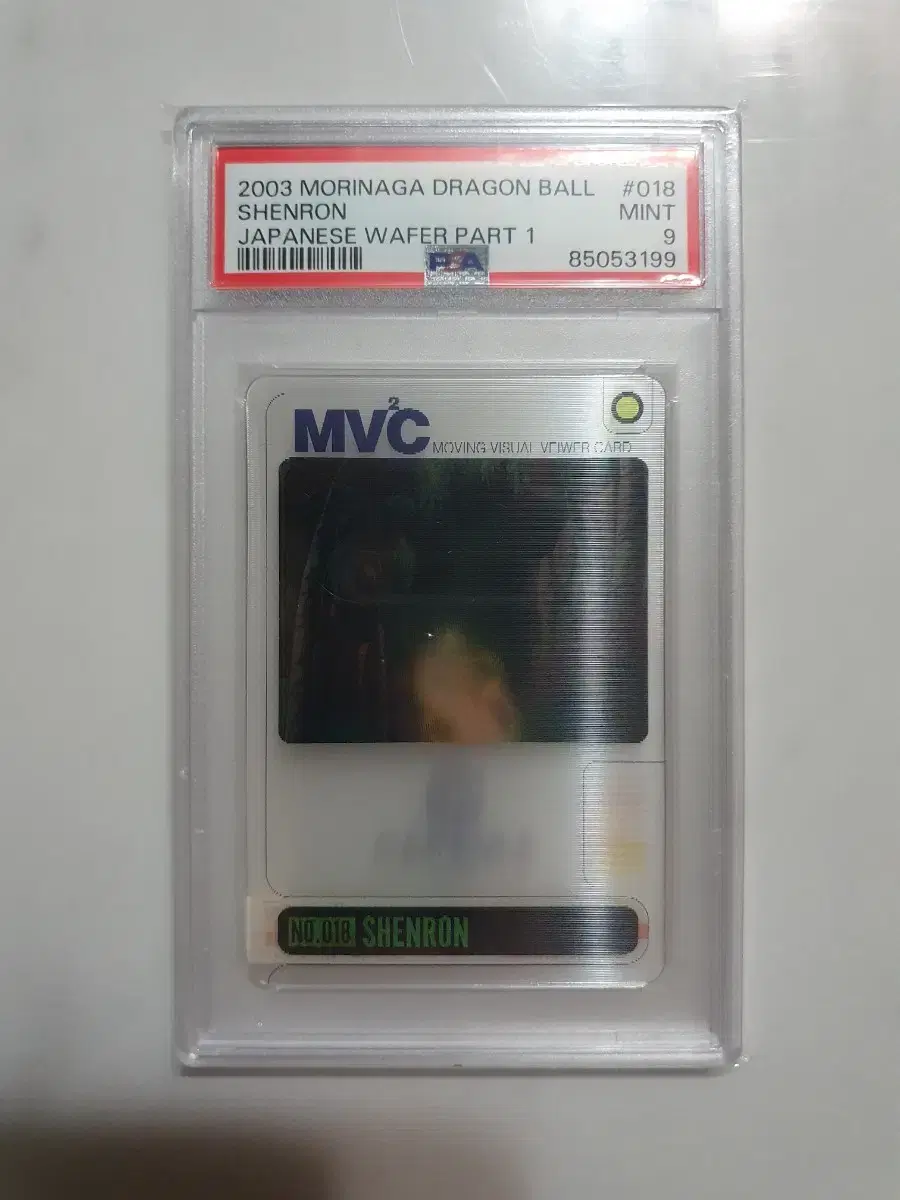 2003 MORINAGA DRAGON BALL #018
SHENRON MINT
JAPANESE WAFER PART 1 9
PSA 85053199
MV²C MOVING VISUAL VEIWER CARD
NO.018 SHENRON